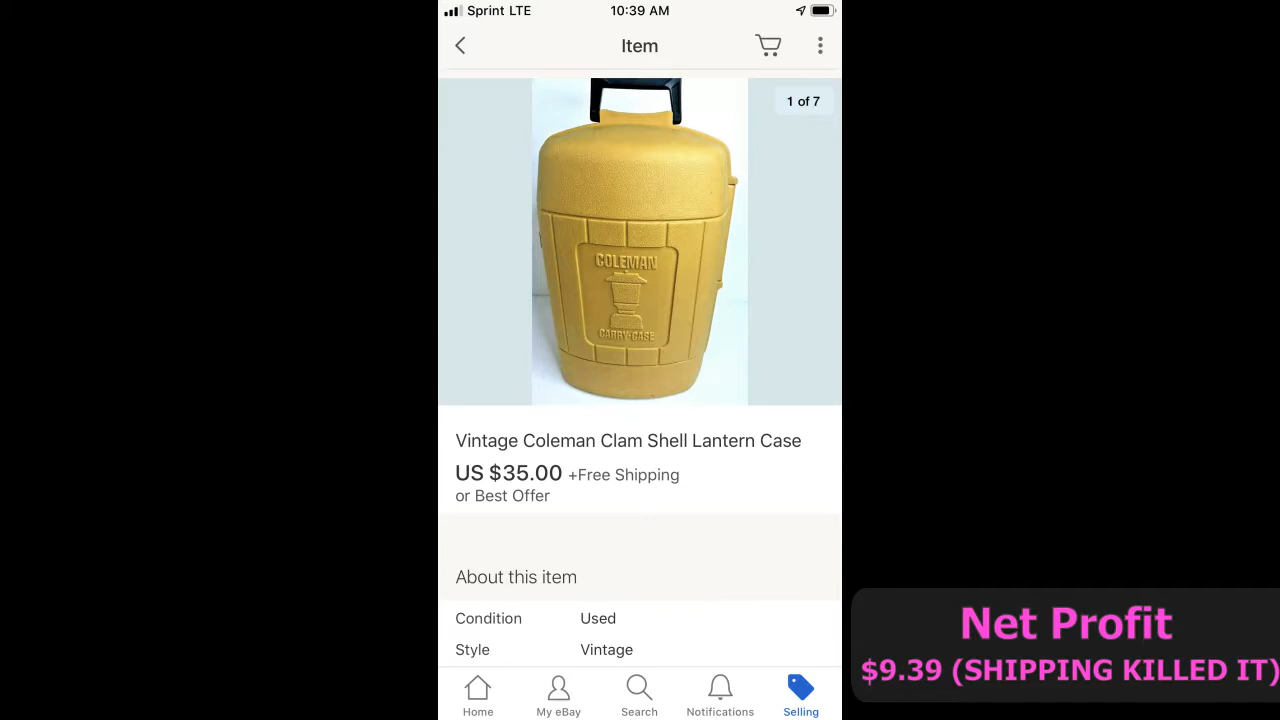 Sprint LTE 10:39 AM
Item
1 of 7
COLEMAN
CARRY-CASE
Vintage Coleman Clam Shell Lantern Case
US $35.00 +Free Shipping
or Best Offer
About this item
Condition Used
Style Vintage
Home My eBay Search Notifications Selling
Net Profit
$9.39 (SHIPPING KILLED IT)